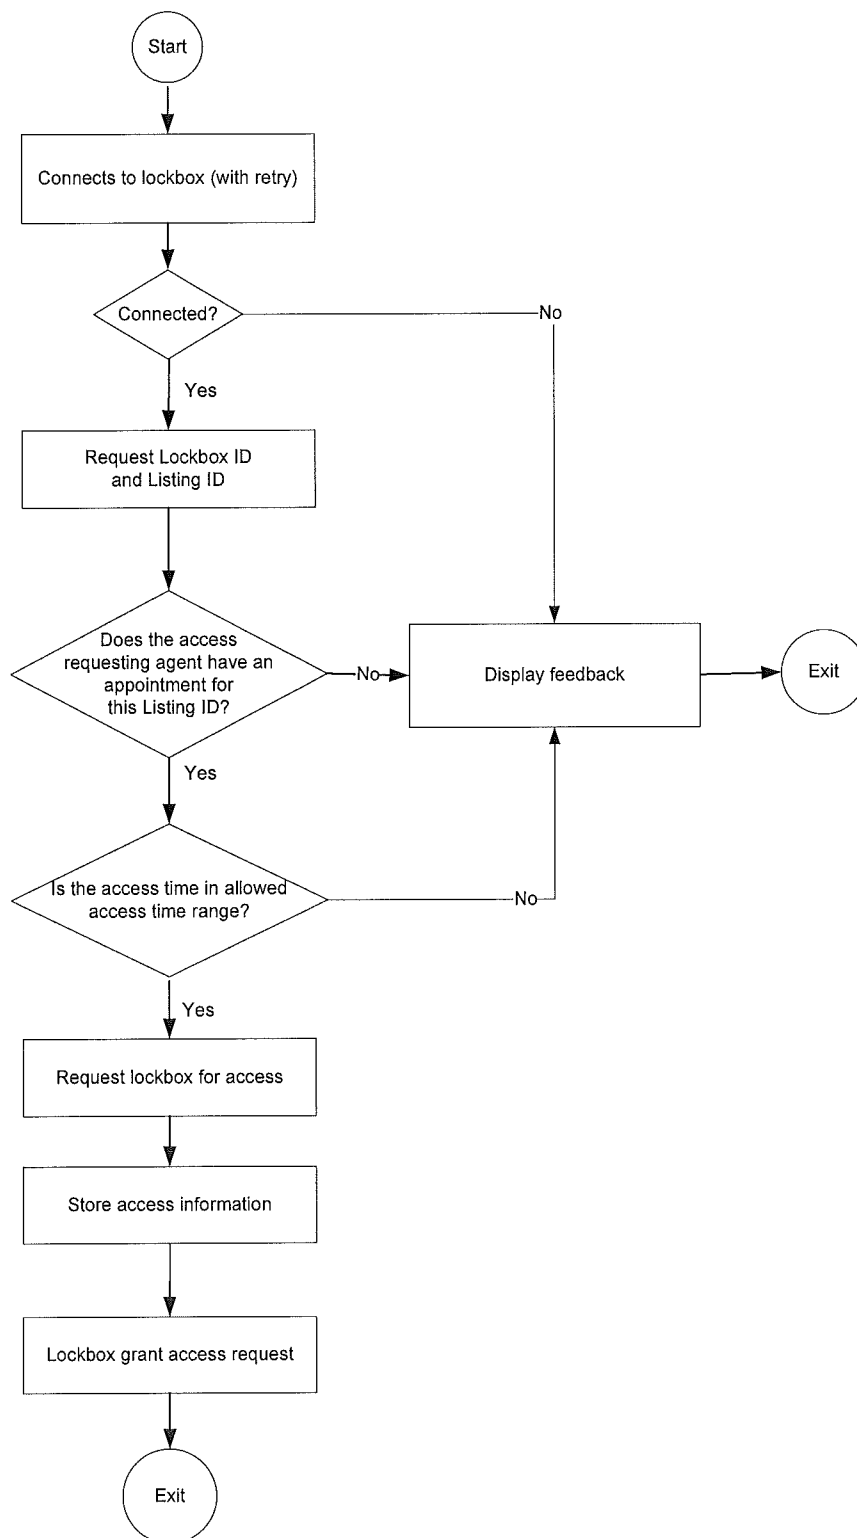 Start
Connects to lockbox (with retry)
Connected?
No
Yes
Request Lockbox ID
and Listing ID
Does the access
requesting agent have an
appointment for
this Listing ID?
No
Display feedback
Exit
Yes
Is the access time in allowed
access time range?
No
Yes
Request lockbox for access
Store access information
Lockbox grant access request
Exit